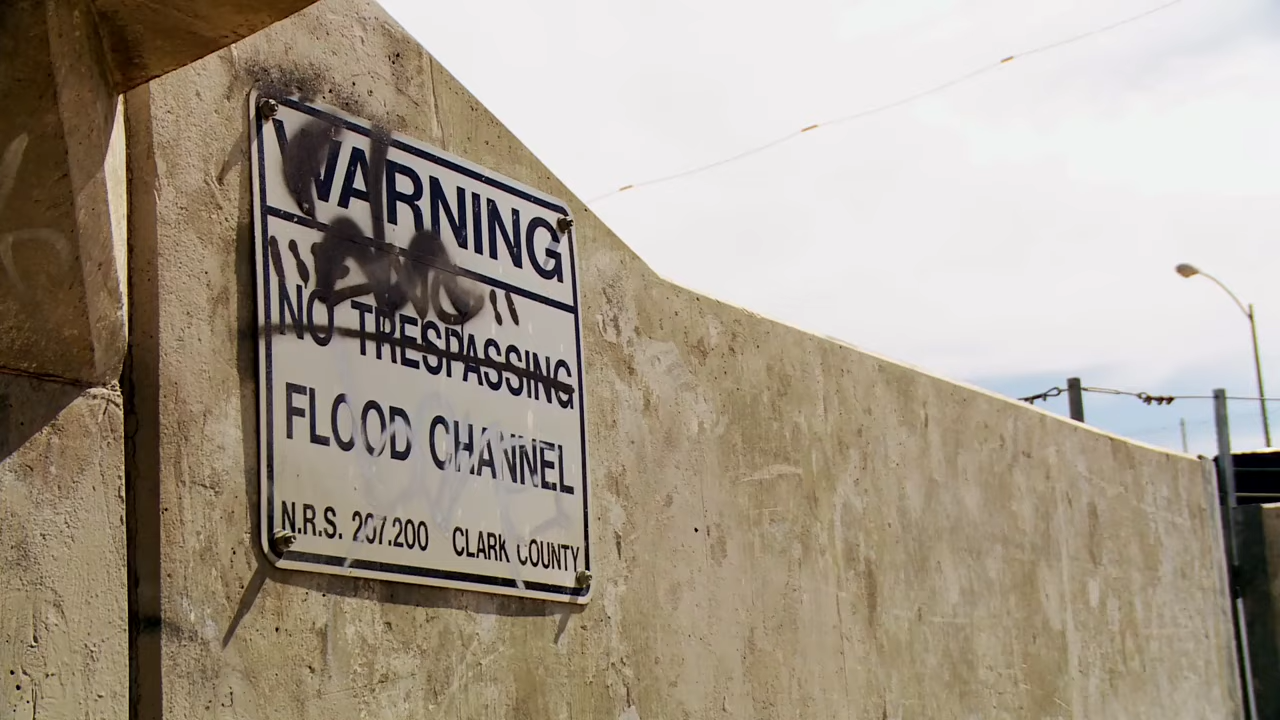 WARNING
NO TRESPASSING
FLOOD CHANNEL
N.R.S. 207.200 CLARK COUNTY